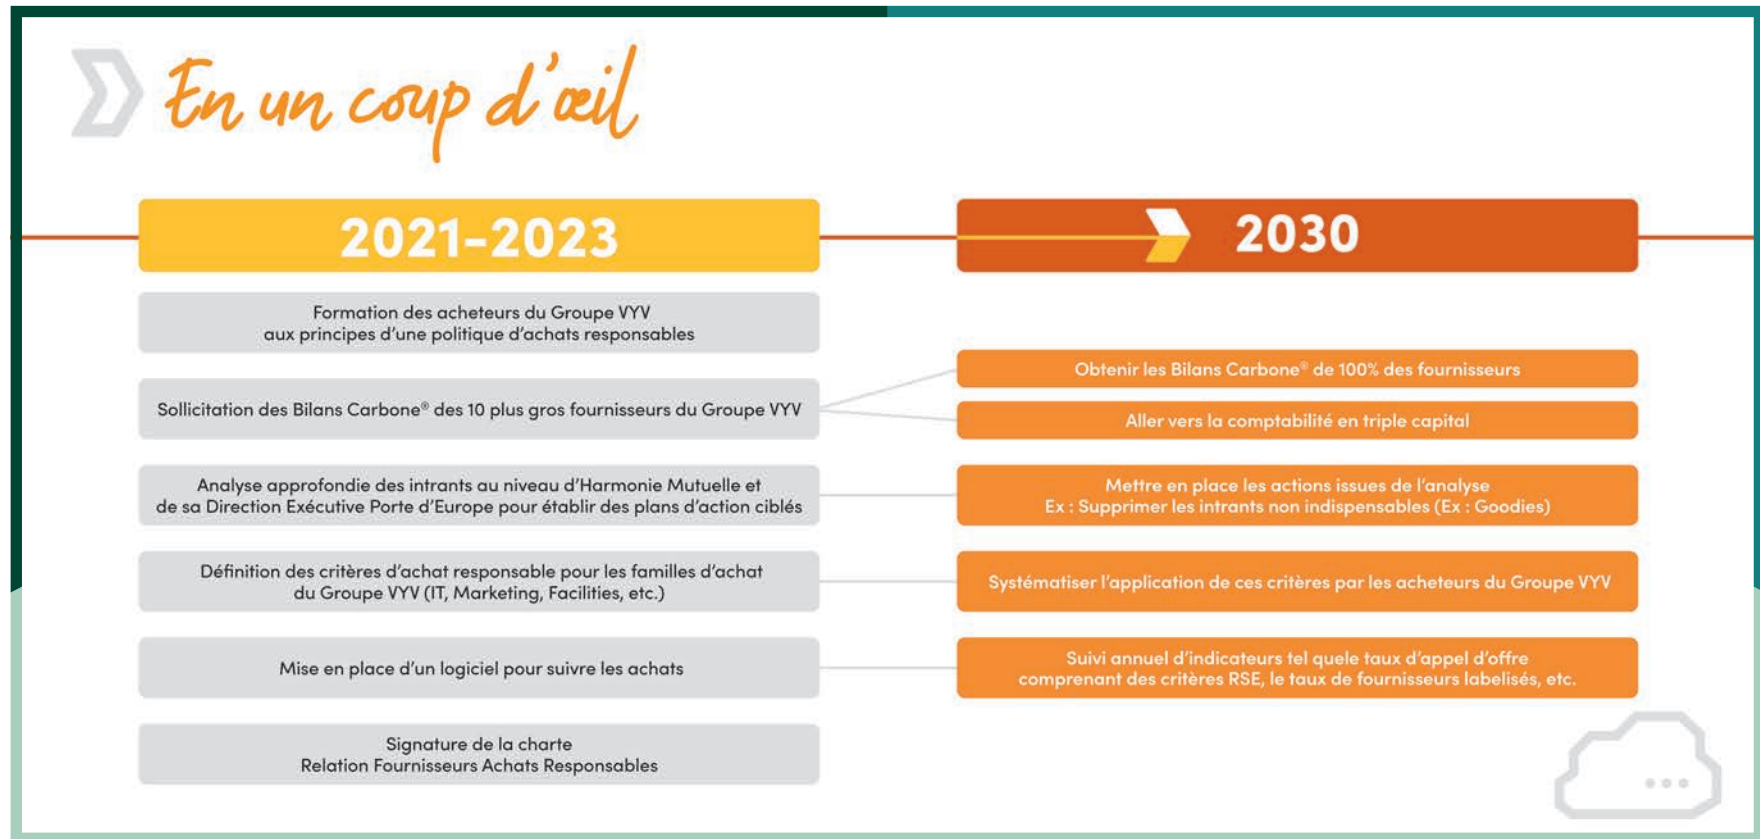 En un coup d'œil
2021-2023
Formation des acheteurs du Groupe VYV
aux principes d'une politique d'achats responsables
Sollicitation des Bilans Carbone® des 10 plus gros fournisseurs du Groupe VYV
Analyse approfondie des intrants au niveau d'Harmonie Mutuelle et
de sa Direction Exécutive Porte d'Europe pour établir des plans d'action ciblés
Définition des critères d'achat responsable pour les familles d'achat
du Groupe VYV (IT, Marketing, Facilities, etc.)
Mise en place d'un logiciel pour suivre les achats
Signature de la charte
Relation Fournisseurs Achats Responsables
2030
Obtenir les Bilans Carbone® de 100% des fournisseurs
Aller vers la comptabilité en triple capital
Mettre en place les actions issues de l'analyse
Ex : Supprimer les intrants non indispensables (Ex : Goodies)
Systématiser l'application de ces critères par les acheteurs du Groupe VYV
Suivi annuel d'indicateurs tel quele taux d'appel d'offre
comprenant des critères RSE, le taux de fournisseurs labelisés, etc.